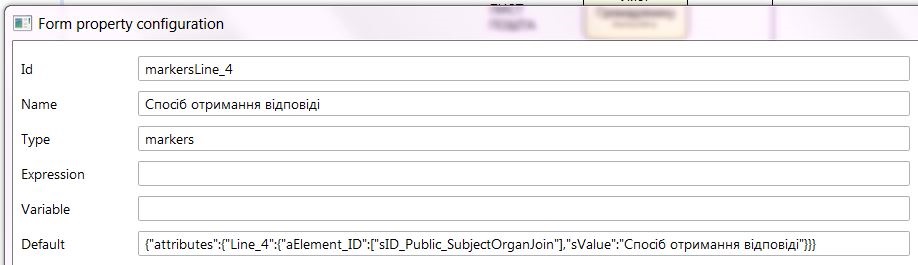 Form property configuration
Id markersLine_4
Name Спосіб отримання відповіді
Type markers
Expression
Variable
Default {"attributes":{"Line_4":{"aElement_ID":["sID_Public_SubjectOrganJoin"],"sValue":"Спосіб отримання відповіді"}}}